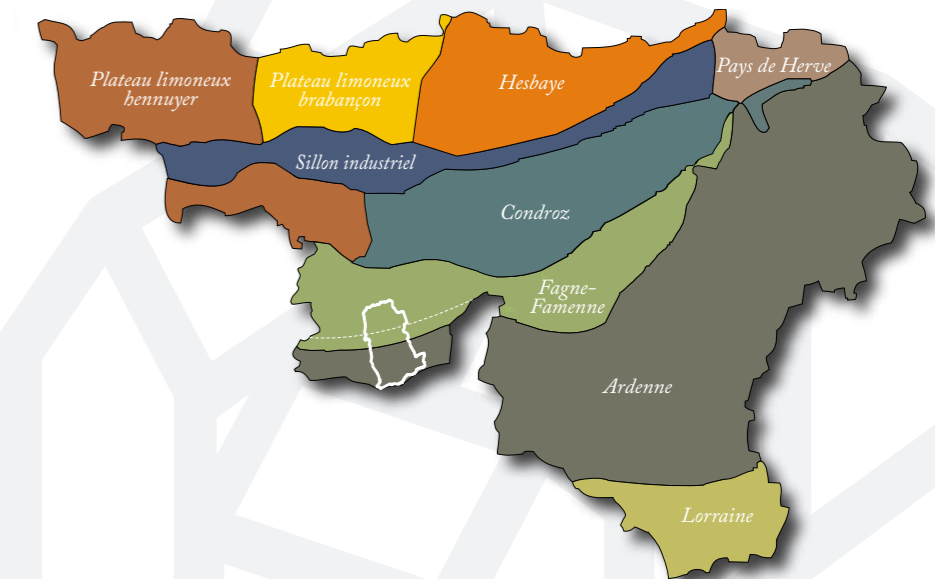 Plateau limoneux
hennuyer
Plateau limoneux
brabançon
Hesbaye
Pays de Herve
Sillon industriel
Condroz
Fagne-
Famenne
Ardenne
Lorraine